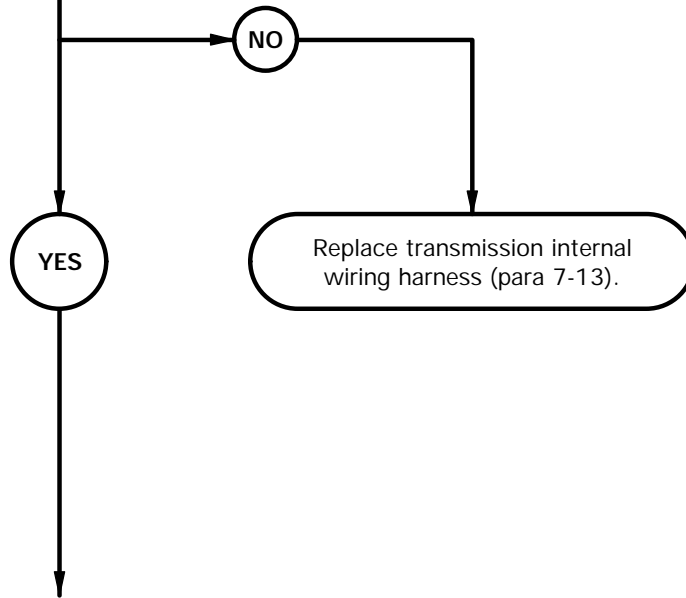 NO
YES
Replace transmission internal
wiring harness (para 7-13).